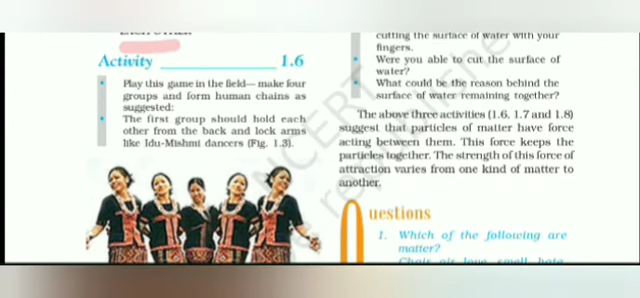 Activity 1.6
Play this game in the field— make four
groups and form human chains as
suggested:
The first group should hold each
other from the back and lock arms
like Idu-Mishmi dancers (Fig. 1.3).
cutting the surface of water with your
fingers.
Were you able to cut the surface of
water?
What could be the reason behind the
surface of water remaining together?
The above three activities (1.6, 1.7 and 1.8)
suggest that particles of matter have force
acting between them. This force keeps the
particles together. The strength of this force of
attraction varies from one kind of matter to
another.
Questions
1. Which of the following are
matter?